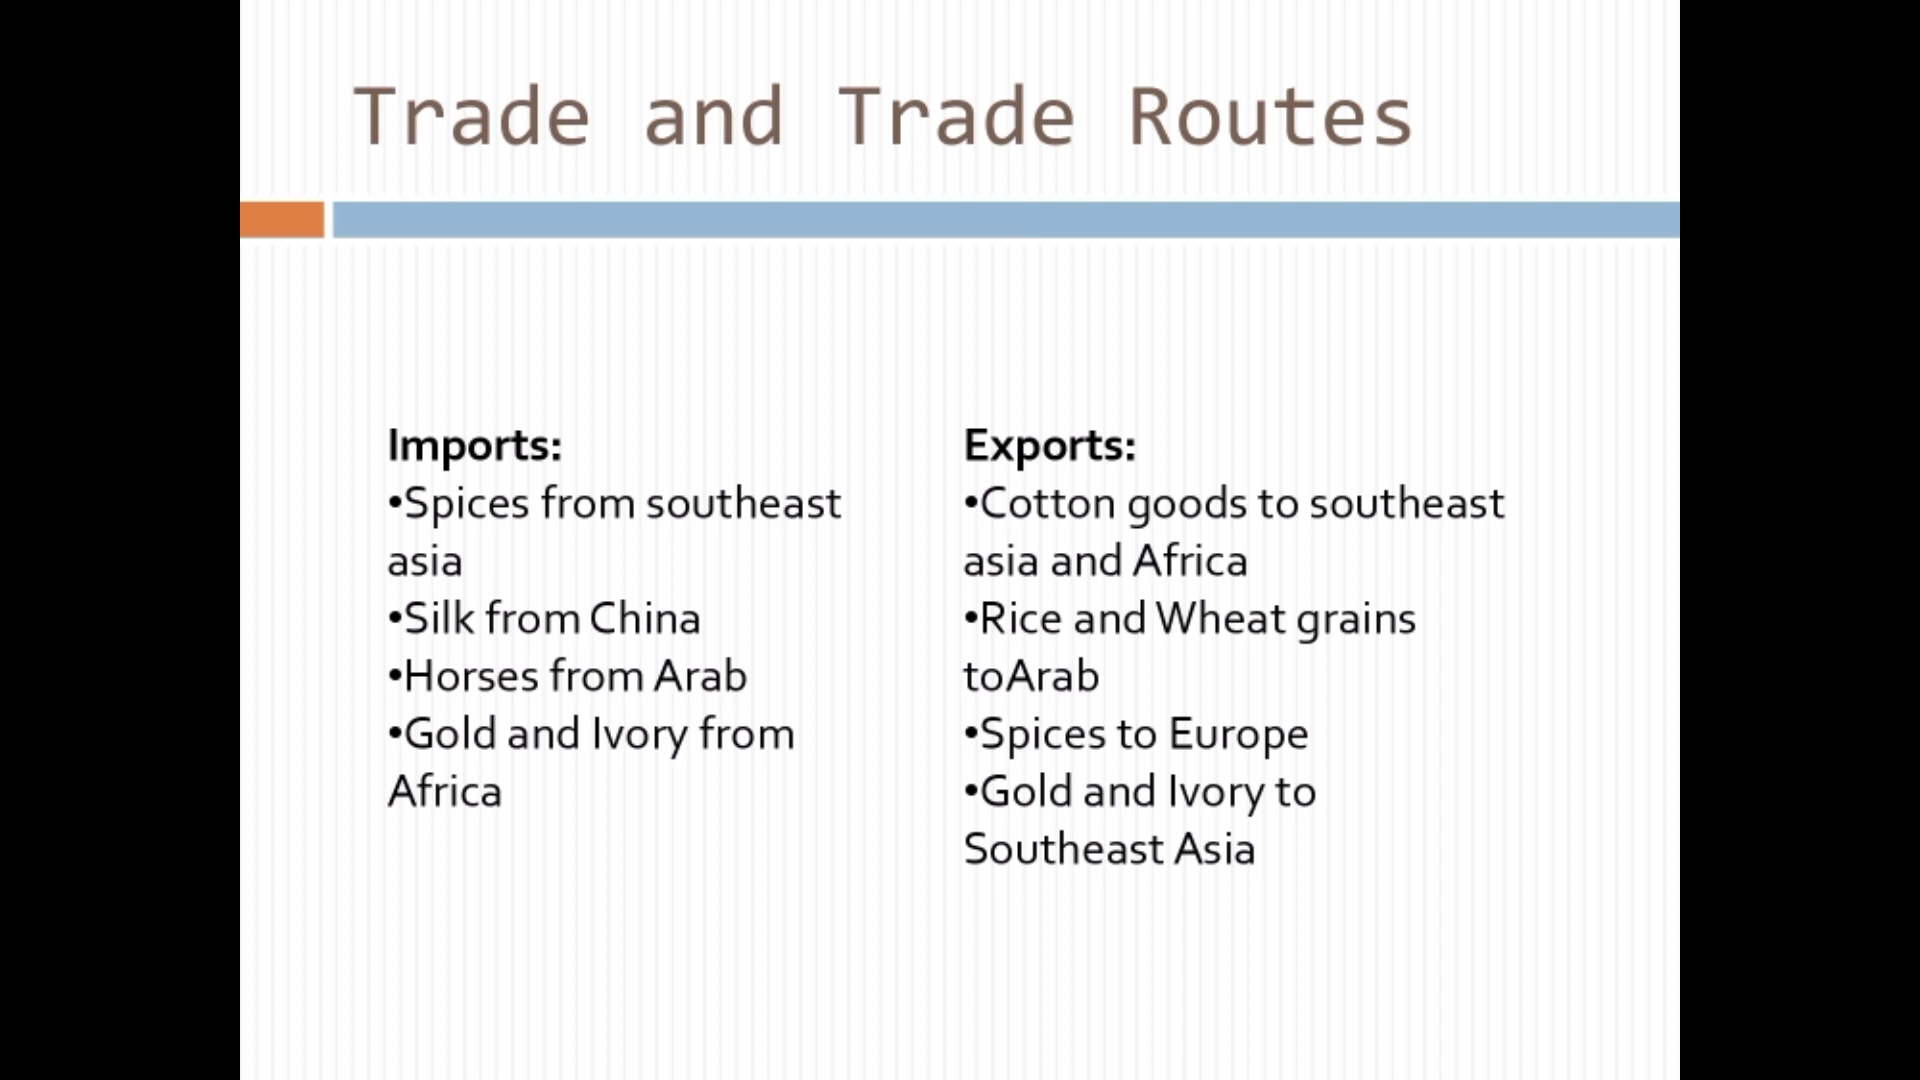 Trade and Trade Routes
Imports:
•Spices from southeast
asia
•Silk from China
•Horses from Arab
•Gold and Ivory from
Africa
Exports:
•Cotton goods to southeast
asia and Africa
•Rice and Wheat grains
toArab
•Spices to Europe
•Gold and Ivory to
Southeast Asia